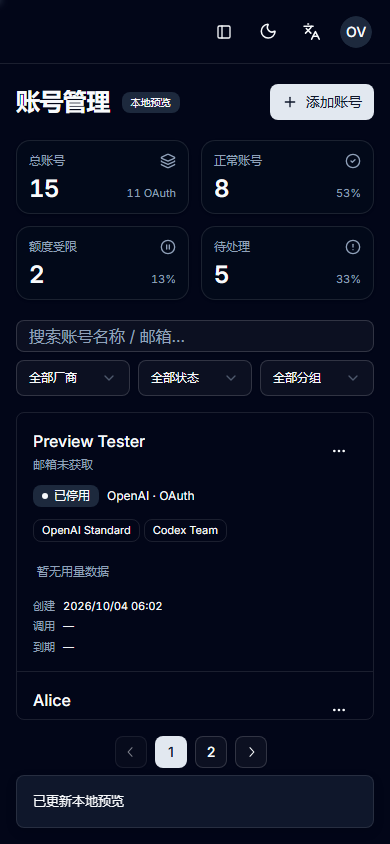 OV
账号管理 本地预览 添加账号
总账号
15 11 OAuth
正常账号
8 53%
额度受限
2 13%
待处理
5 33%
搜索账号名称 / 邮箱...
全部厂商 全部状态 全部分组
Preview Tester
邮箱未获取
已停用 OpenAI · OAuth
OpenAI Standard Codex Team
暂无用量数据
创建 2026/10/04 06:02
调用 —
到期 —
Alice
1 2
已更新本地预览